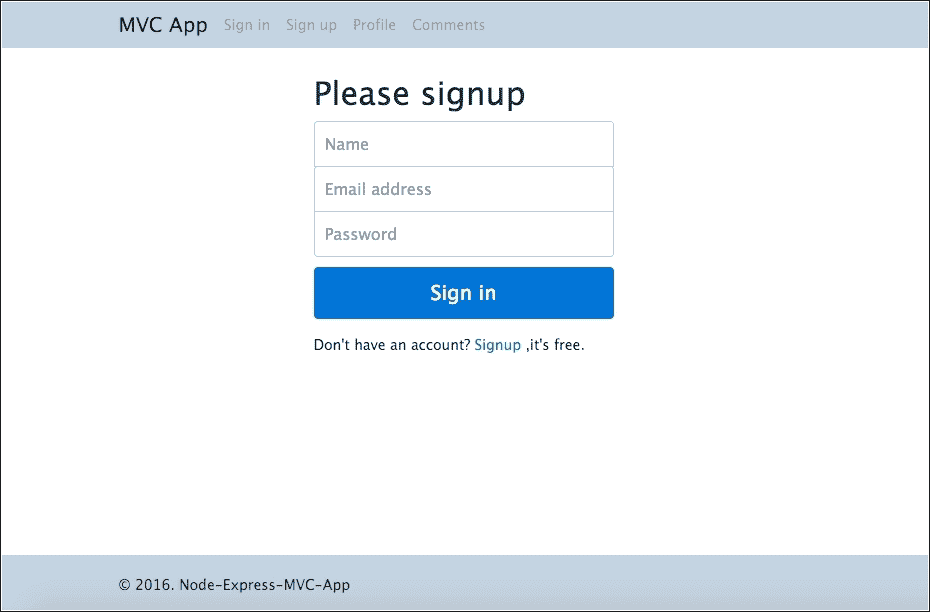 MVC App Sign in Sign up Profile Comments
Please signup
Name
Email address
Password
Sign in
Don't have an account? Signup ,it's free.
© 2016. Node-Express-MVC-App